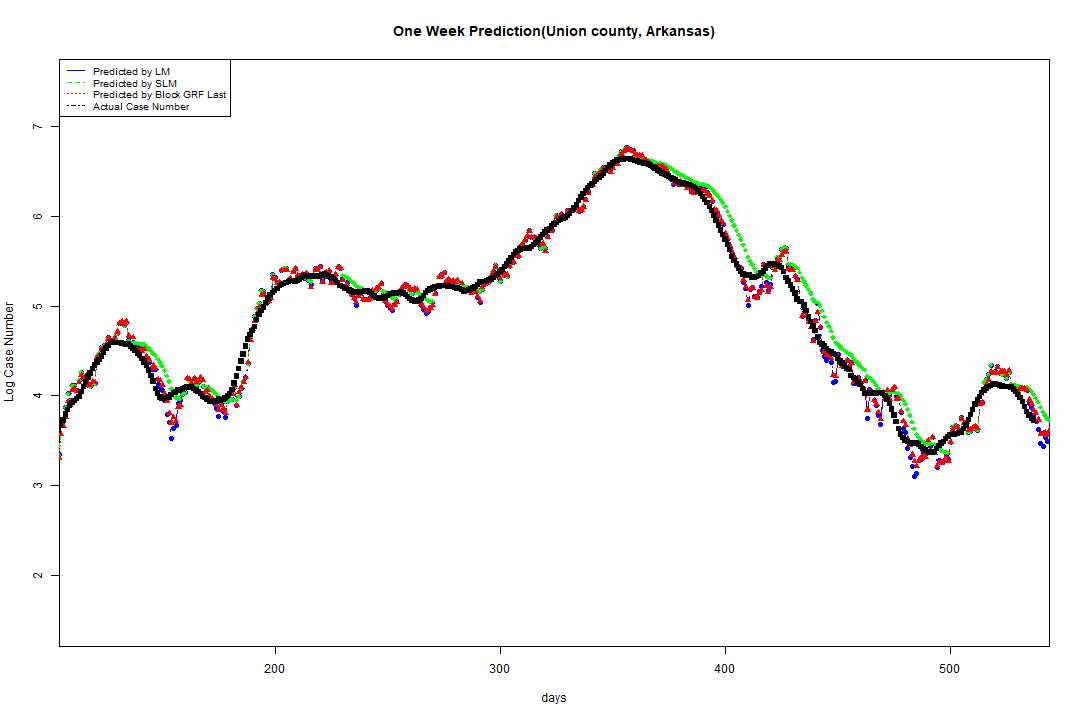 One Week Prediction(Union county, Arkansas)
Predicted by LM
Predicted by SLM
Predicted by Block GRF Last
Actual Case Number
7
6
5
4
3
2
Log Case Number
200 300 400 500
days